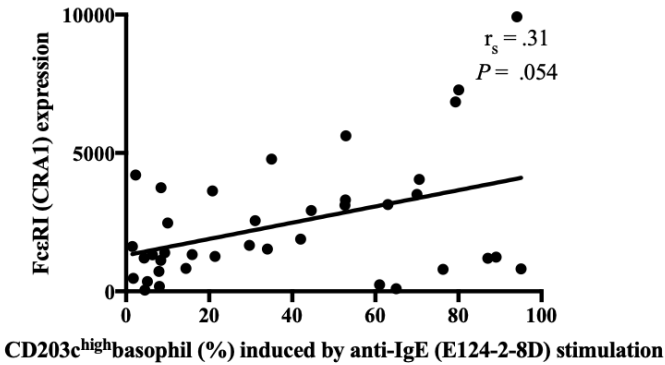 10000
r_s = .31
P = .054
5000
0
0 20 40 60 80 100
FcεRI (CRA1) expression
CD203c^high basophil (%) induced by anti-IgE (E124-2-8D) stimulation